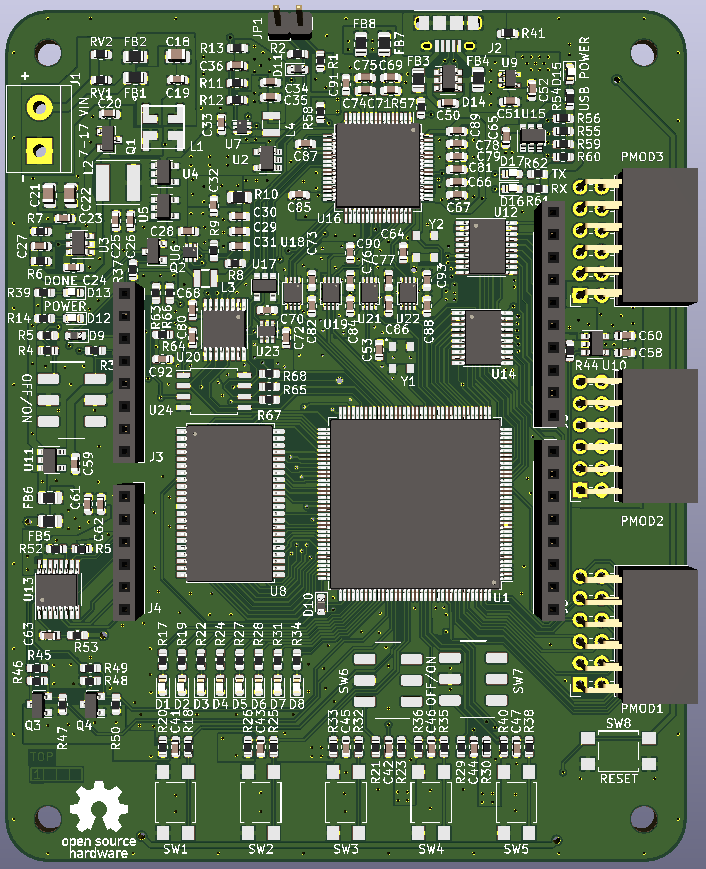 JP1
FB8
FB7
J2
R41
RV2
FB2
C18
R13
R2
D11
R1
C36
C34
C75
C69
FB3
FB4
U9
D15
USB POWER
J1
+
7-17 VIN
RV1
FB1
C19
R11
R12
C35
C91
C74
C71
R57
C50
D14
C51
C52
R54
C20
Q1
L1
C33
U7
L4
R58
C89
C65
U15
R56
R55
R59
R60
L2
U4
U2
C87
C78
C79
C81
C66
C67
D17
R62
TX
D16
R61
RX
PMOD3
-
C21
C22
U5
C32
R10
C30
C29
C31
C85
U16
C64
Y2
U12
R7
C23
C27
U3
C25
C26
U6
Q2
R9
U18
C73
C90
C76
C77
C93
R6
R37
R8
U17
DONE
C24
R39
D13
POWER
R14
D12
R5
D9
R4
R3
R63
R66
C68
C80
L3
C70
R64
U20
C92
U23
C72
C82
U19
C84
U21
U22
C88
C53
C86
Y1
U14
R44
U10
C60
C58
OFF/ON
U24
R68
R65
R67
U11
C59
J3
FB6
C61
C62
FB5
R52
R5
U13
J4
U8
D10
U1
PMOD2
C63
R53
R45
R46
R49
R48
Q3
Q4
R47
R50
R17
R19
R22
R24
R27
R28
R31
R34
D1
D2
D3
D4
D5
D6
D7
D8
SW6
OFF/ON
SW7
PMOD1
SW8
RESET
R20
C41
R18
R26
C42
R25
R33
C45
R32
R21
C42
R23
R36
C48
R35
R29
C44
R30
R40
C47
R38
TOP
open source
hardware
SW1
SW2
SW3
SW4
SW5